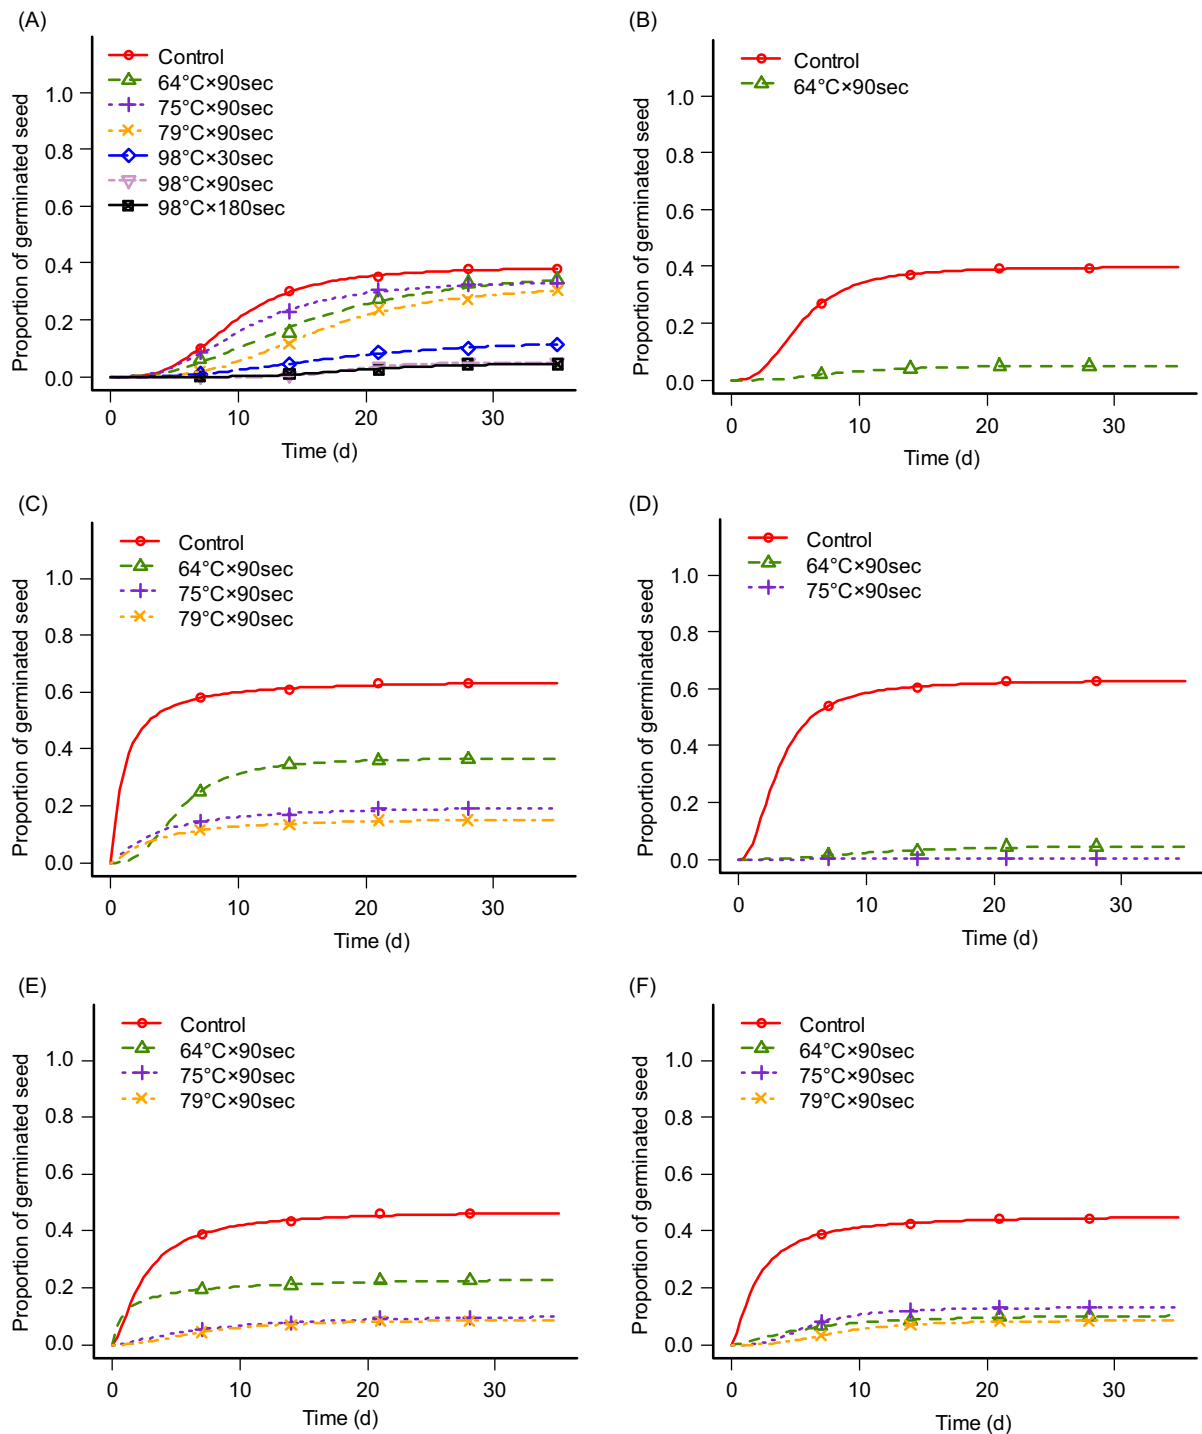 (A)
Control
64°C×90sec
75°C×90sec
79°C×90sec
98°C×30sec
98°C×90sec
98°C×180sec
Proportion of germinated seed
1.0
0.8
0.6
0.4
0.2
0.0
0 10 20 30
Time (d)
(B)
Control
64°C×90sec
Proportion of germinated seed
1.0
0.8
0.6
0.4
0.2
0.0
0 10 20 30
Time (d)
(C)
Control
64°C×90sec
75°C×90sec
79°C×90sec
Proportion of germinated seed
1.0
0.8
0.6
0.4
0.2
0.0
0 10 20 30
Time (d)
(D)
Control
64°C×90sec
75°C×90sec
Proportion of germinated seed
1.0
0.8
0.6
0.4
0.2
0.0
0 10 20 30
Time (d)
(E)
Control
64°C×90sec
75°C×90sec
79°C×90sec
Proportion of germinated seed
1.0
0.8
0.6
0.4
0.2
0.0
0 10 20 30
Time (d)
(F)
Control
64°C×90sec
75°C×90sec
79°C×90sec
Proportion of germinated seed
1.0
0.8
0.6
0.4
0.2
0.0
0 10 20 30
Time (d)